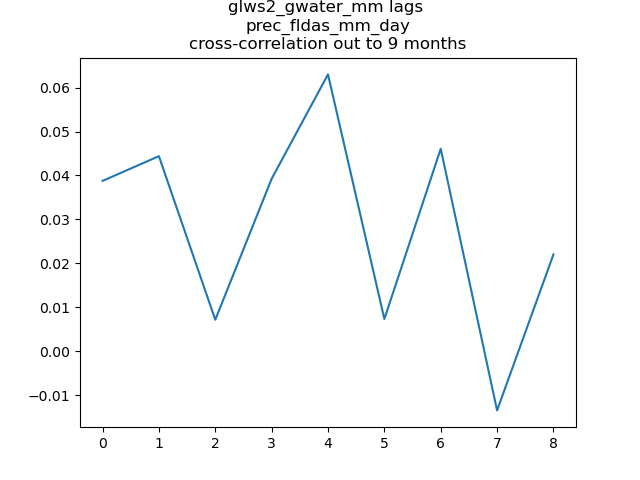 glws2_gwater_mm lags
prec_fldas_mm_day
cross-correlation out to 9 months
0.06
0.05
0.04
0.03
0.02
0.01
0.00
−0.01
0 1 2 3 4 5 6 7 8